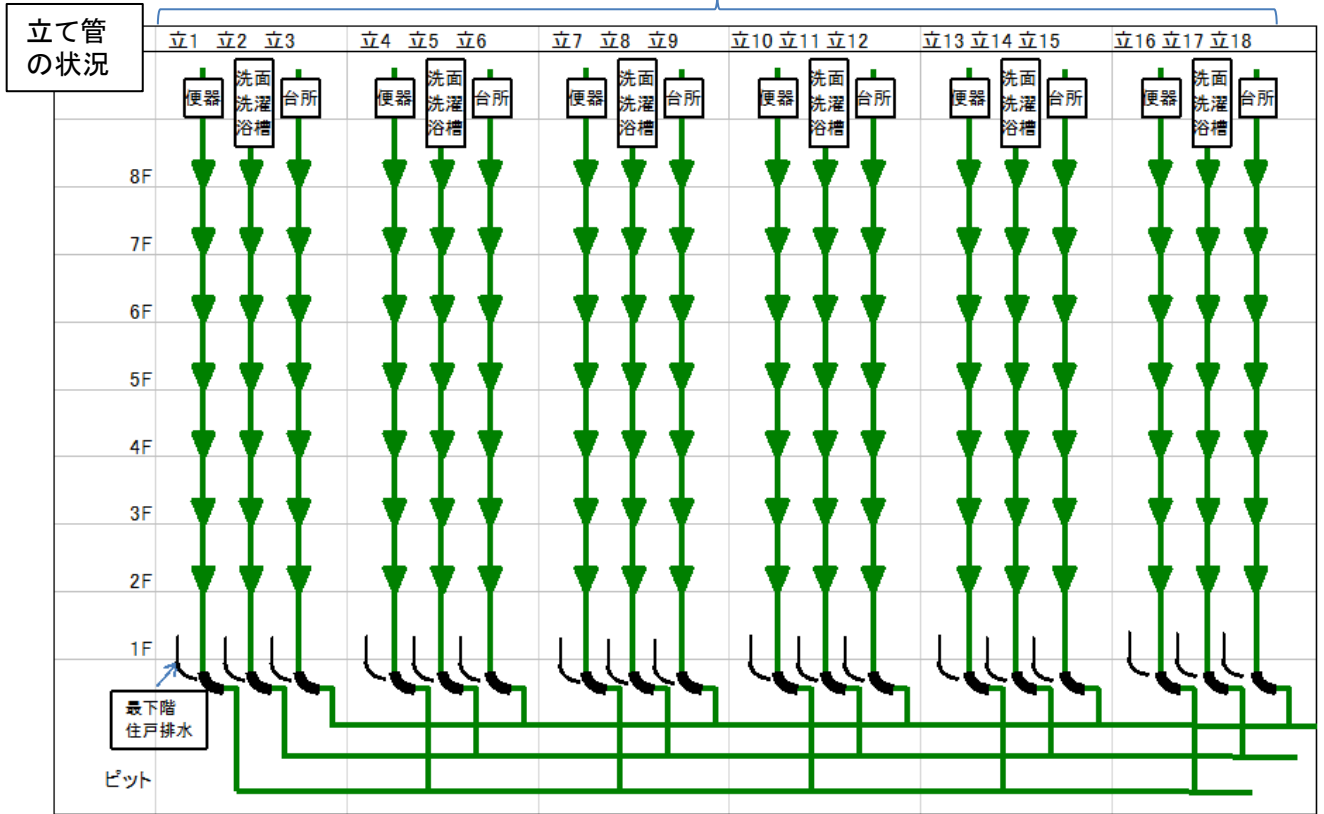 立て管
の状況
立1 立2 立3 立4 立5 立6 立7 立8 立9 立10 立11 立12 立13 立14 立15 立16 立17 立18
便器
洗面
洗濯
浴槽
台所
便器
洗面
洗濯
浴槽
台所
便器
洗面
洗濯
浴槽
台所
便器
洗面
洗濯
浴槽
台所
便器
洗面
洗濯
浴槽
台所
便器
洗面
洗濯
浴槽
台所
8F
7F
6F
5F
4F
3F
2F
1F
最下階
住戸排水
ピット